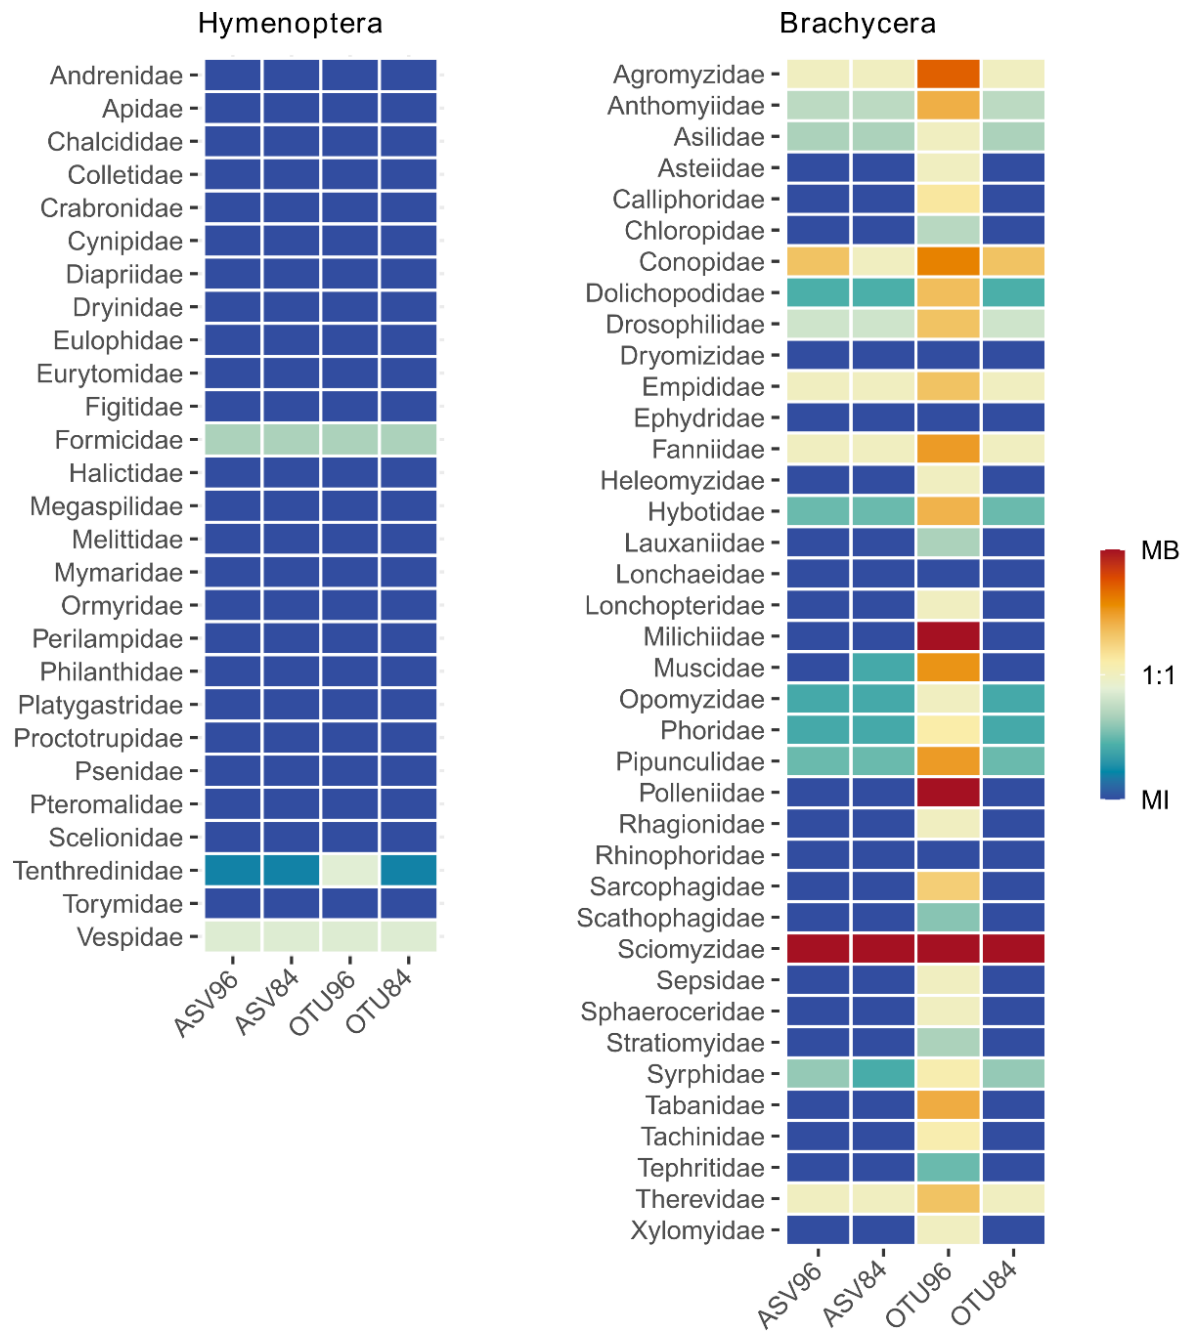 Hymenoptera
Andrenidae
Apidae
Chalcididae
Colletidae
Crabronidae
Cynipidae
Diapriidae
Dryinidae
Eulophidae
Eurytomidae
Figitidae
Formicidae
Halictidae
Megaspilidae
Melittidae
Mymaridae
Ormyridae
Perilampidae
Philanthidae
Platygastridae
Proctotrupidae
Psenidae
Pteromalidae
Scelionidae
Tenthredinidae
Torymidae
Vespidae
ASV96 ASV84 OTU96 OTU84
Brachycera
Agromyzidae
Anthomyiidae
Asilidae
Asteiidae
Calliphoridae
Chloropidae
Conopidae
Dolichopodidae
Drosophilidae
Dryomizidae
Empididae
Ephydridae
Fanniidae
Heleomyzidae
Hybotidae
Lauxaniidae
Lonchaeidae
Lonchopteridae
Milichiidae
Muscidae
Opomyzidae
Phoridae
Pipunculidae
Polleniidae
Rhagionidae
Rhinophoridae
Sarcophagidae
Scathophagidae
Sciomyzidae
Sepsidae
Sphaeroceridae
Stratiomyidae
Syrphidae
Tabanidae
Tachinidae
Tephritidae
Therevidae
Xylomyidae
ASV96 ASV84 OTU96 OTU84
MB
1:1
MI